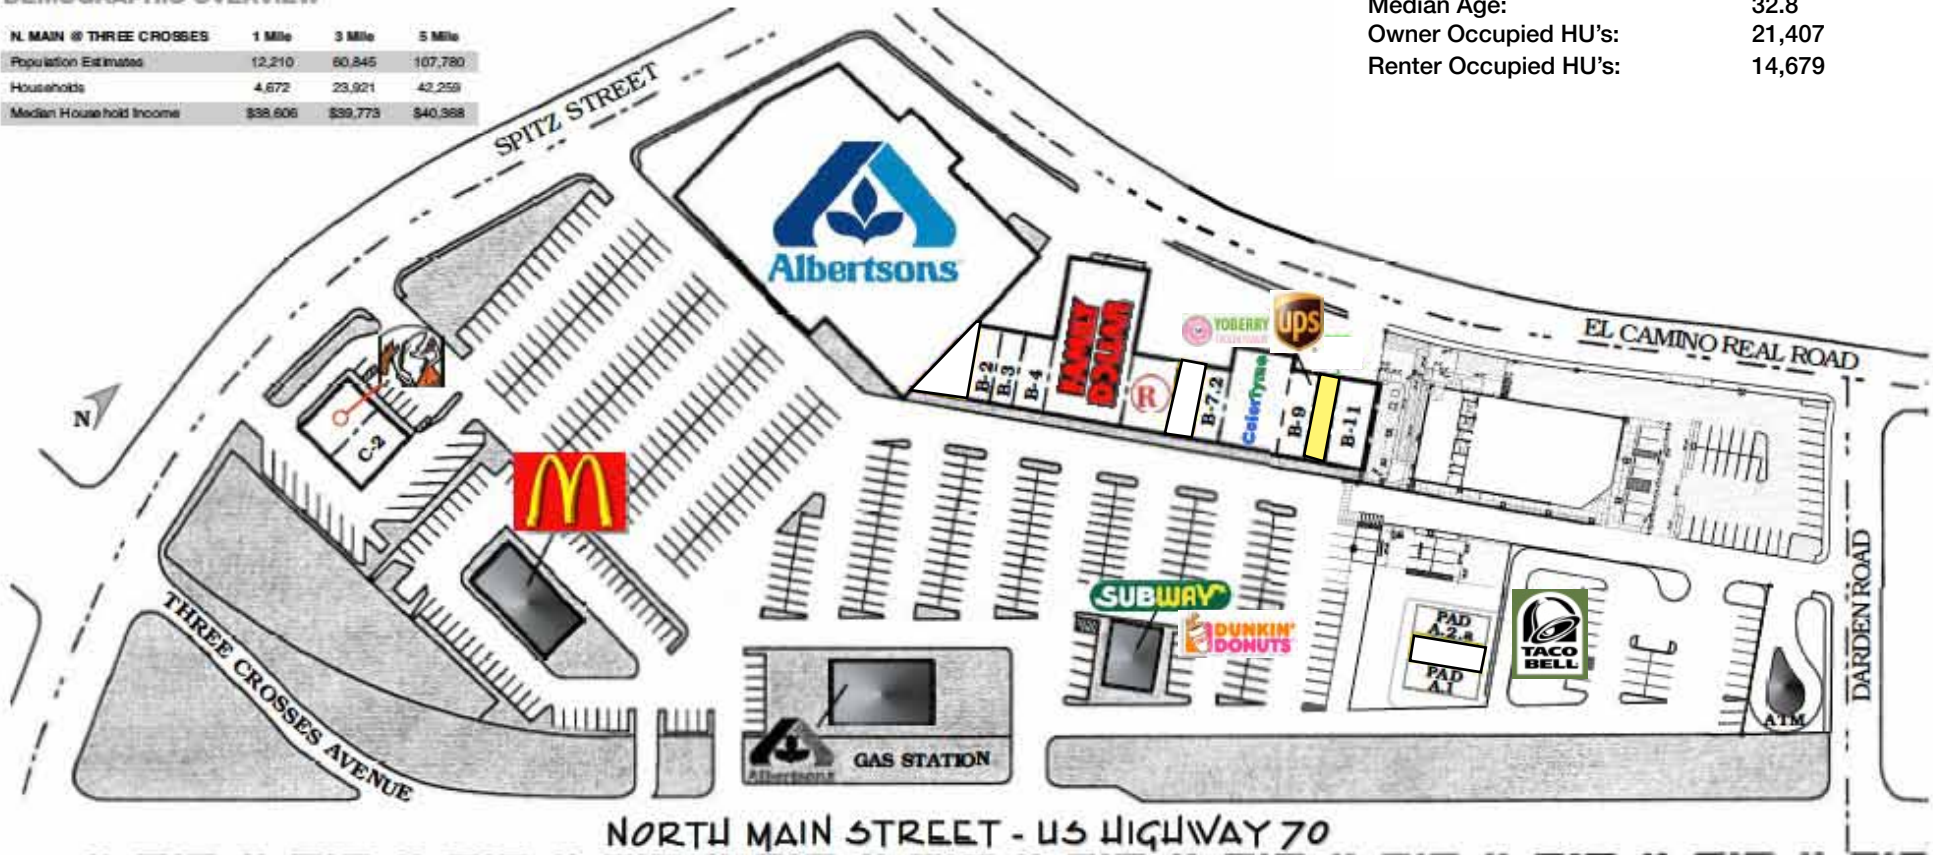 DEMOGRAPHIC OVERVIEW
N. MAIN @ THREE CROSSES 1 Mile 3 Mile 5 Mile
Population Estimates 12,210 60,845 107,780
Households 4,672 23,921 42,259
Median Household Income $38,606 $39,773 $40,368
Median Age: 32.8
Owner Occupied HU's: 21,407
Renter Occupied HU's: 14,679
SPITZ STREET
Albertsons
EL CAMINO REAL ROAD
YOBERRY
ups
FAMILY
DOLLAR
B-2
B-3
B-4
R
B-7.2
ColorTyme
B-9
B-11
N
C-2
M
SUBWAY
DUNKIN'
DONUTS
PAD
A.2.a
PAD
A.1
TACO
BELL
ATM
DARDEN ROAD
THREE CROSSES AVENUE
Albertsons
GAS STATION
NORTH MAIN STREET - US HIGHWAY 70